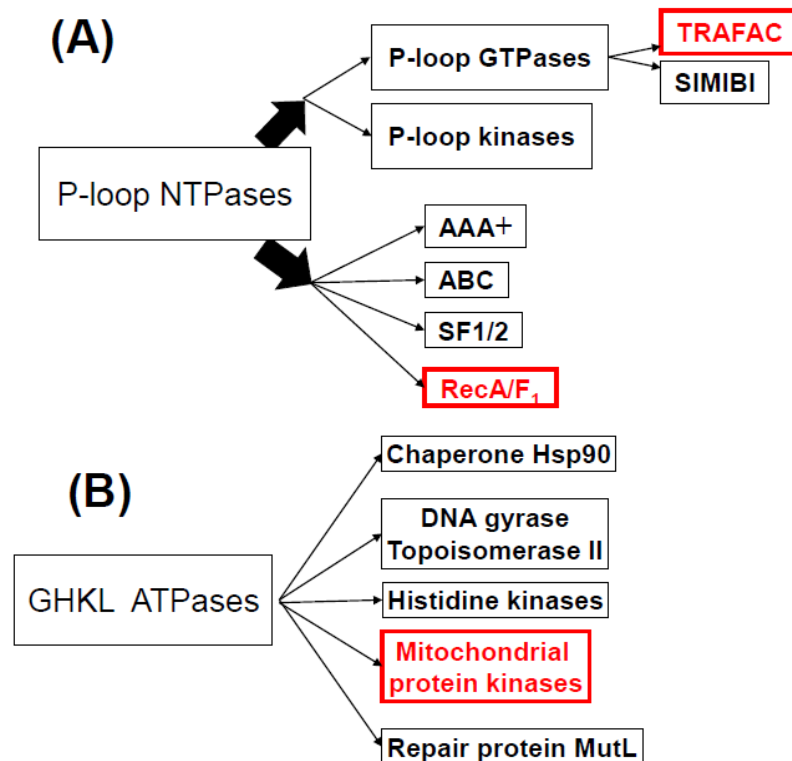 (A)
P-loop GTPases
TRAFAC
SIMIBI
P-loop kinases
P-loop NTPases
AAA+
ABC
SF1/2
RecA/F₁
(B)
Chaperone Hsp90
DNA gyrase
Topoisomerase II
GHKL ATPases
Histidine kinases
Mitochondrial
protein kinases
Repair protein MutL